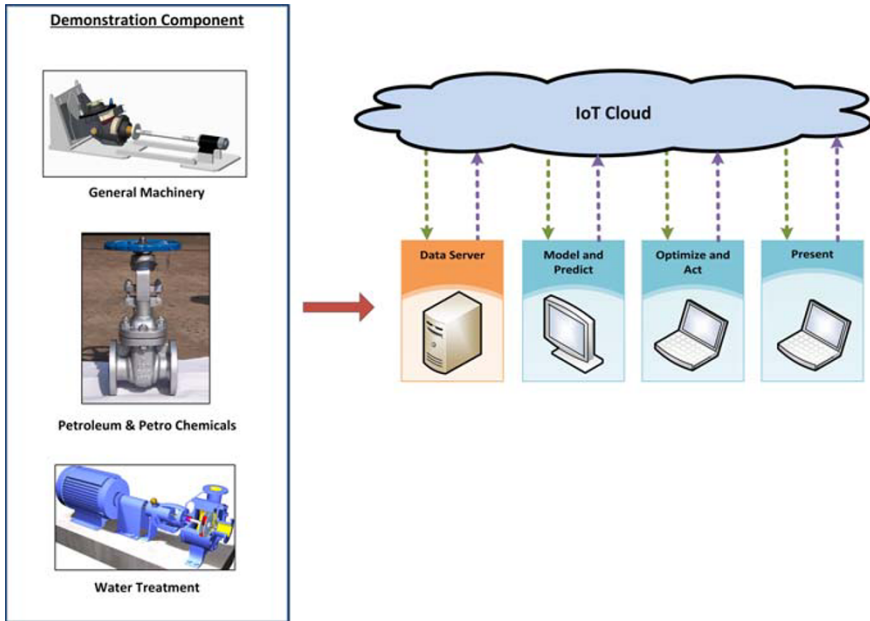 Demonstration Component
General Machinery
Petroleum & Petro Chemicals
Water Treatment
IoT Cloud
Data Server
Model and
Predict
Optimize and
Act
Present